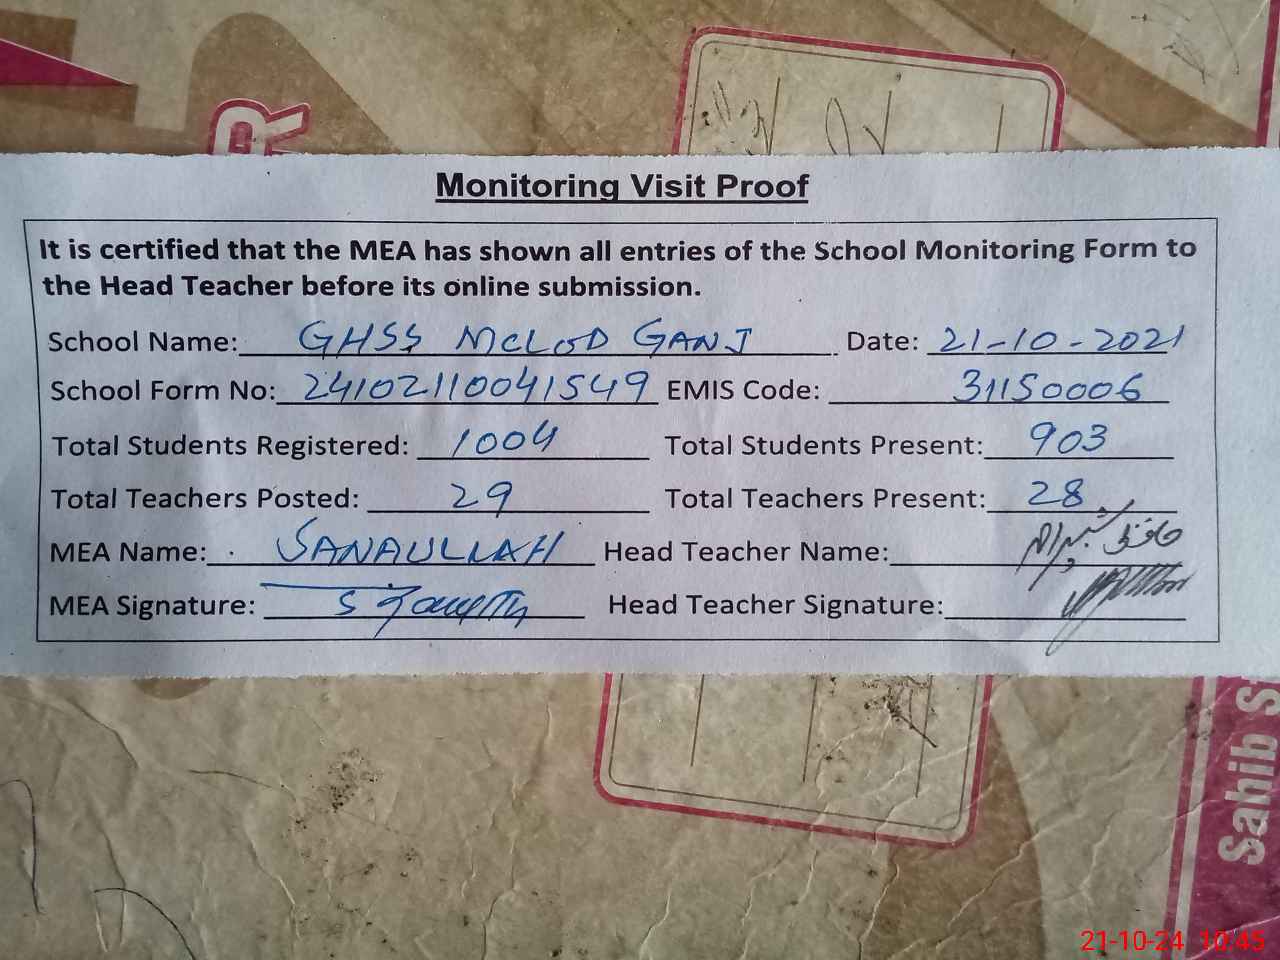 R
Monitoring Visit Proof
It is certified that the MEA has shown all entries of the School Monitoring Form to
the Head Teacher before its online submission.
School Name: GHSS McLOD GANJ Date: 21-10-2021
School Form No: 24102110041549 EMIS Code: 31150006
Total Students Registered: 1004 Total Students Present: 903
Total Teachers Posted: 29 Total Teachers Present: 28
MEA Name: SANAULLAH Head Teacher Name:
MEA Signature: Head Teacher Signature:
Sahib
21-10-24 10:45